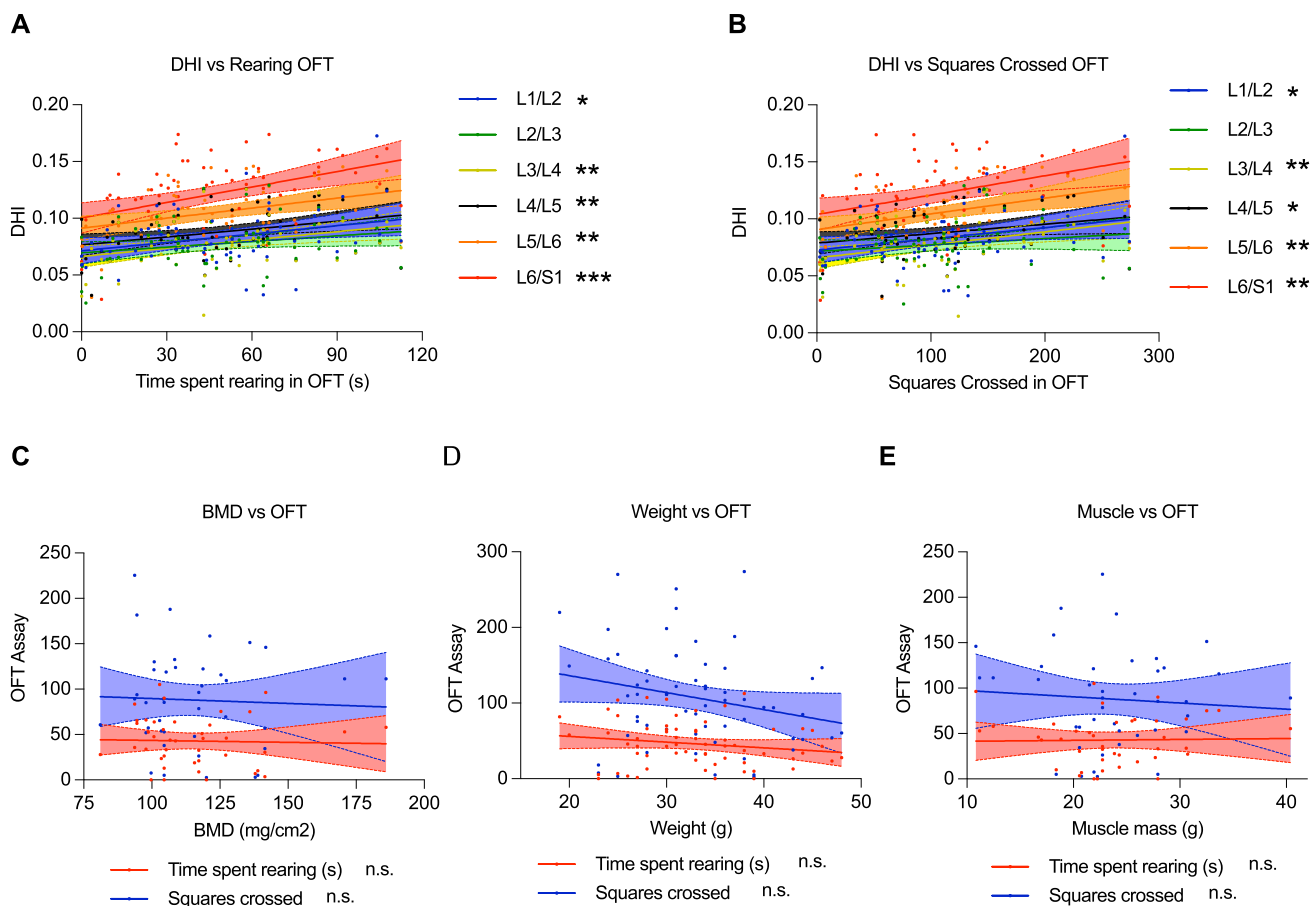 A
B
DHI vs Rearing OFT
DHI vs Squares Crossed OFT
0.20
0.15
0.10
0.05
0.00
DHI
0
30
60
90
120
Time spent rearing in OFT (s)
L1/L2 *
L2/L3
L3/L4 **
L4/L5 **
L5/L6 **
L6/S1 ***
0.20
0.15
0.10
0.05
0.00
DHI
0
100
200
300
Squares Crossed in OFT
L1/L2 *
L2/L3
L3/L4 **
L4/L5 *
L5/L6 **
L6/S1 **
C
D
E
BMD vs OFT
250
200
150
100
50
0
OFT Assay
75
100
125
150
175
200
BMD (mg/cm2)
Time spent rearing (s) n.s.
Squares crossed n.s.
Weight vs OFT
300
200
100
0
OFT Assay
20
30
40
50
Weight (g)
Time spent rearing (s) n.s.
Squares crossed n.s.
Muscle vs OFT
250
200
150
100
50
0
OFT Assay
10
20
30
40
Muscle mass (g)
Time spent rearing (s) n.s.
Squares crossed n.s.